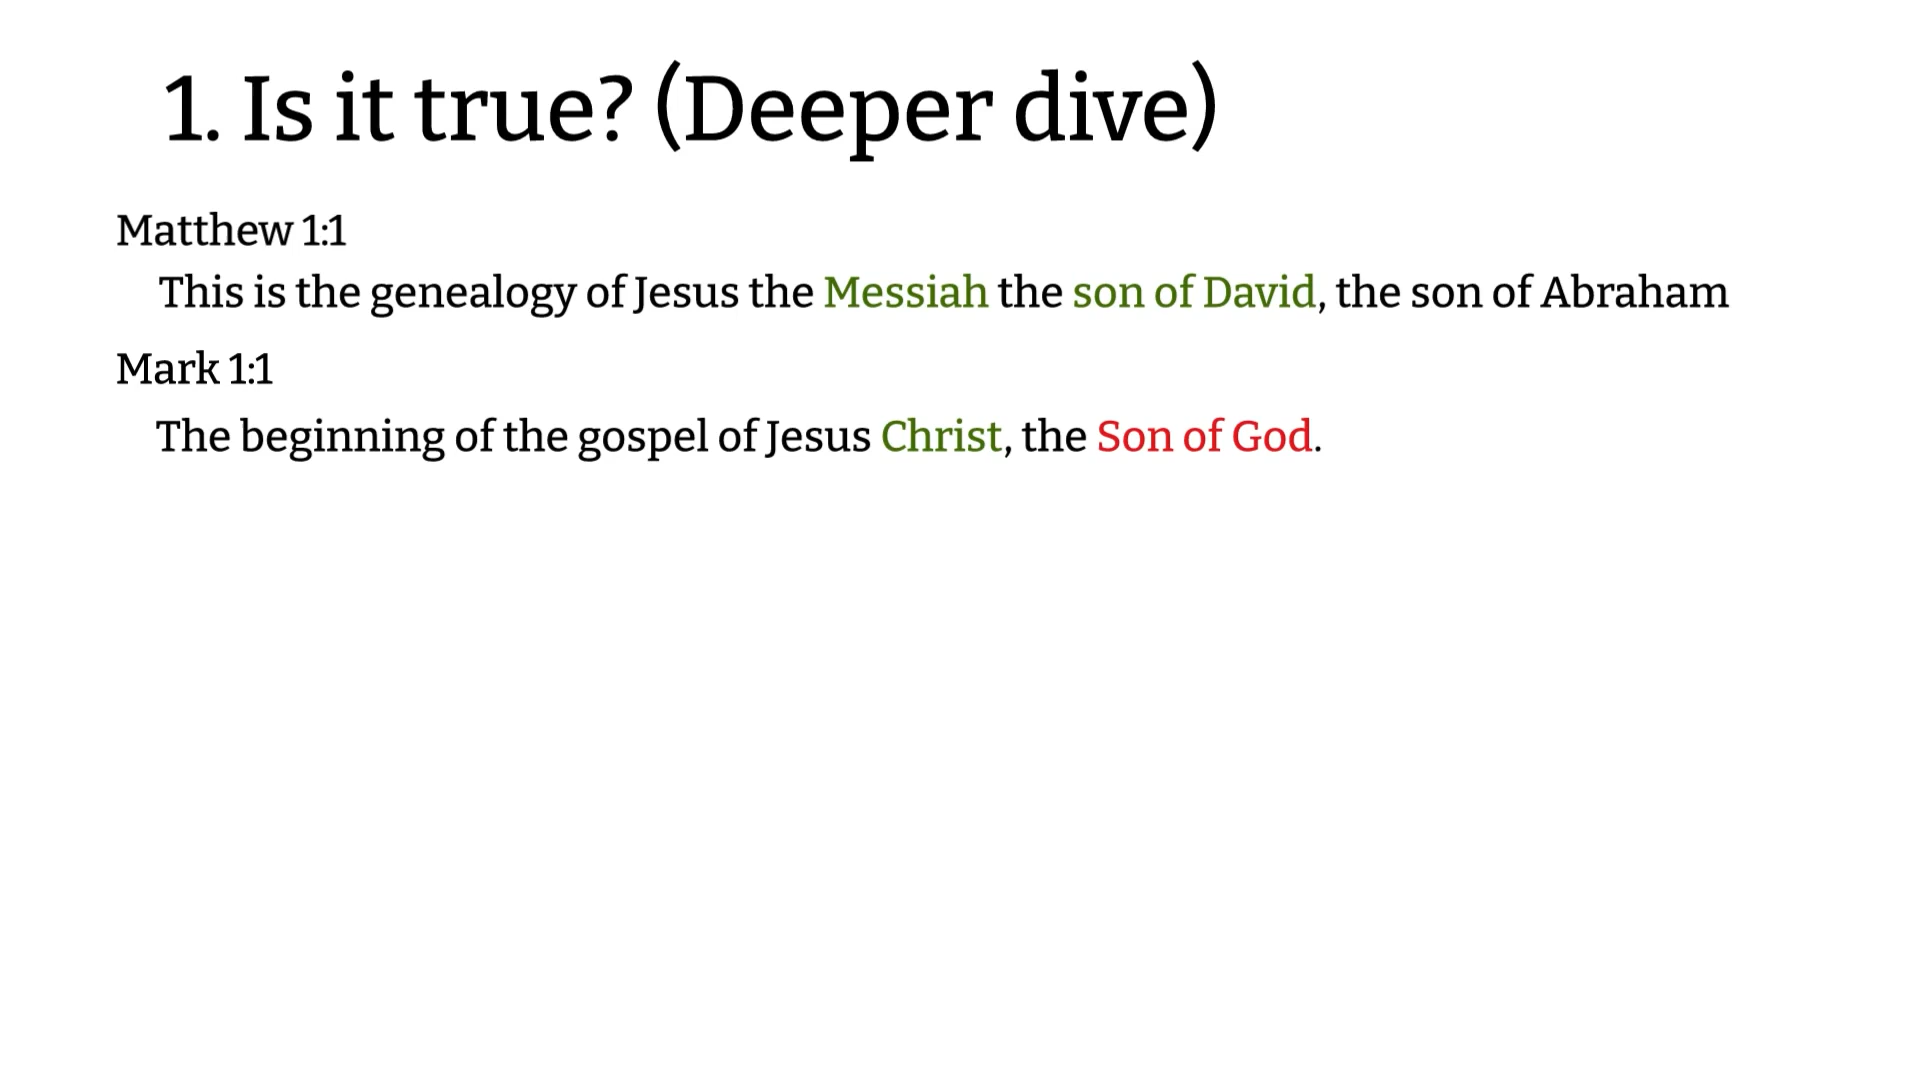 1. Is it true? (Deeper dive)
Matthew 1:1
This is the genealogy of Jesus the Messiah the son of David, the son of Abraham
Mark 1:1
The beginning of the gospel of Jesus Christ, the Son of God.